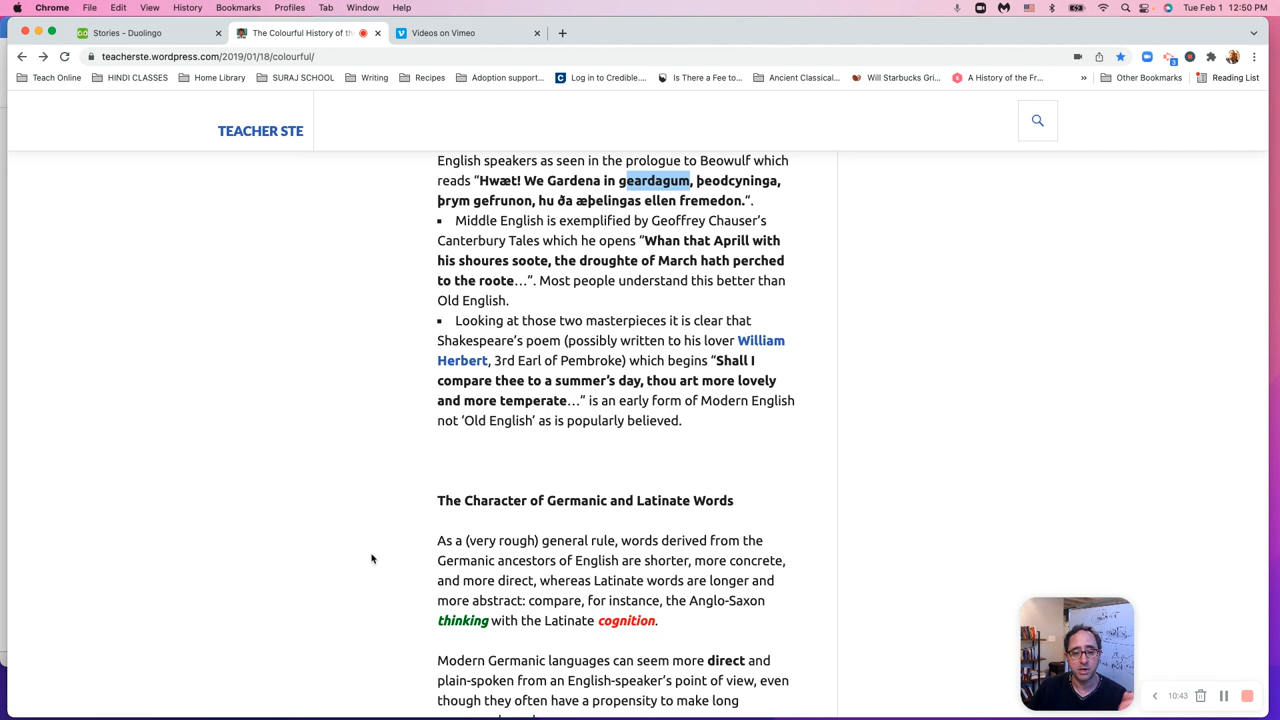 Chrome File Edit View History Bookmarks Profiles Tab Window Help Tue Feb 1 12:50 PM
Stories - Duolingo The Colourful History of th Videos on Vimeo
teacherste.wordpress.com/2019/01/18/colourful/
Teach Online HINDI CLASSES Home Library SURAJ SCHOOL Writing Recipes Adoption support... Log in to Credible.... Is There a Fee to... Ancient Classical... Will Starbucks Gri... A History of the Fr... » Other Bookmarks Reading List
TEACHER STE
English speakers as seen in the prologue to Beowulf which
reads “Hwæt! We Gardena in geardagum, þeodcyninga,
þrym gefrunon, hu ða æþelingas ellen fremedon.“.
▪ Middle English is exemplified by Geoffrey Chauser’s
Canterbury Tales which he opens “Whan that Aprill with
his shoures soote, the droughte of March hath perched
to the roote…”. Most people understand this better than
Old English.
▪ Looking at those two masterpieces it is clear that
Shakespeare’s poem (possibly written to his lover William
Herbert, 3rd Earl of Pembroke) which begins “Shall I
compare thee to a summer’s day, thou art more lovely
and more temperate…” is an early form of Modern English
not ‘Old English’ as is popularly believed.
The Character of Germanic and Latinate Words
As a (very rough) general rule, words derived from the
Germanic ancestors of English are shorter, more concrete,
and more direct, whereas Latinate words are longer and
more abstract: compare, for instance, the Anglo-Saxon
thinking with the Latinate cognition.
Modern Germanic languages can seem more direct and
plain-spoken from an English-speaker’s point of view, even
though they often have a propensity to make long
10:43